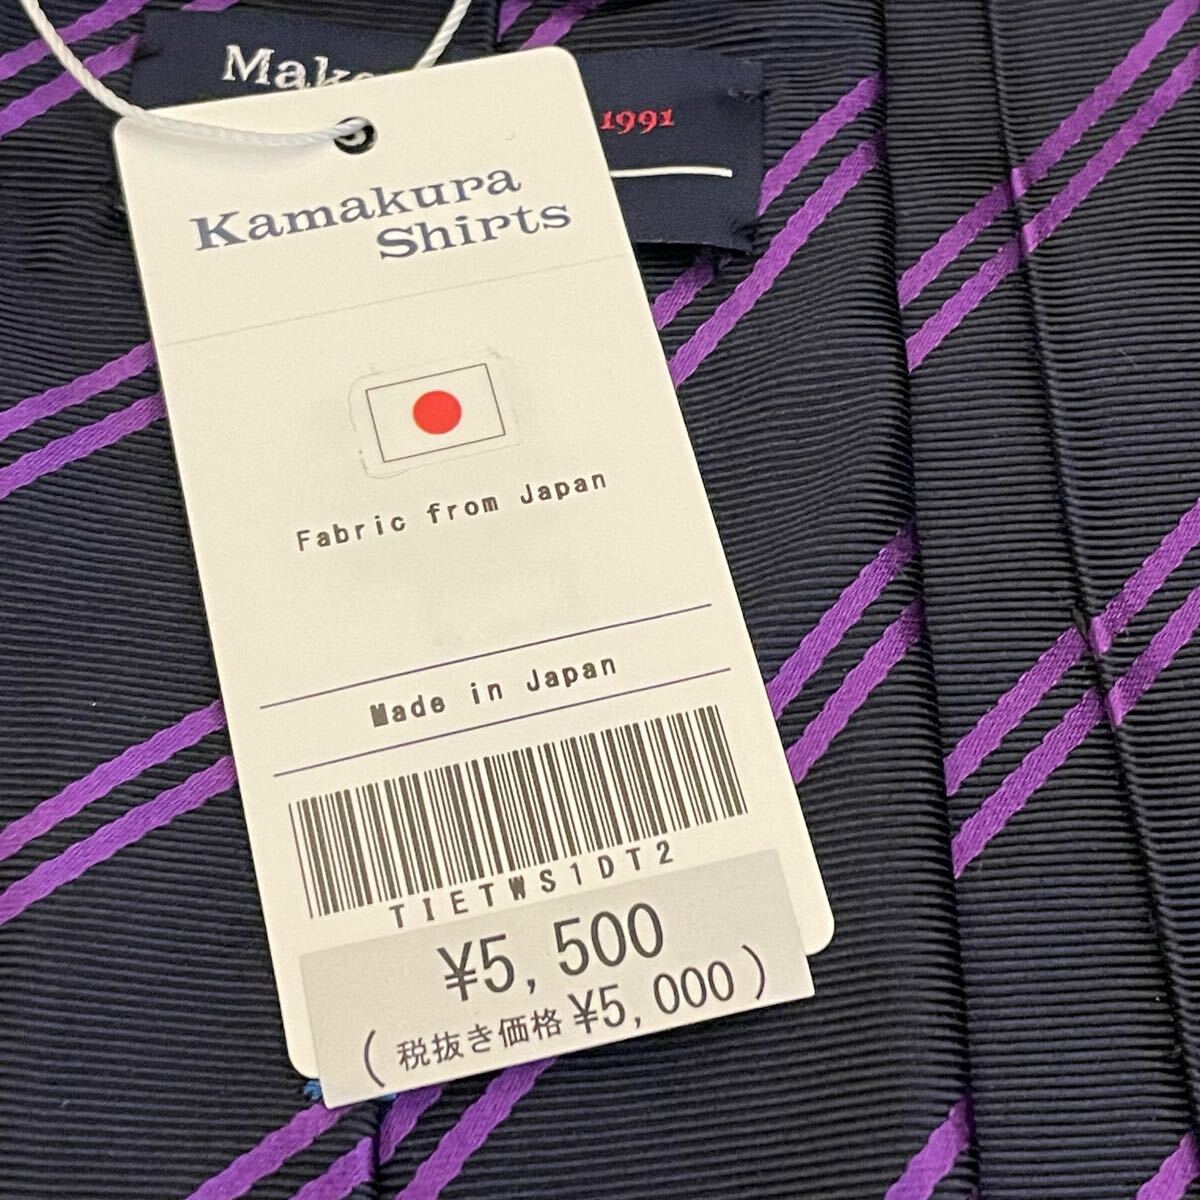 1991
Kamakura
Shirts
Fabric from Japan
Made in Japan
TIETWS1DT2
¥5,500
(税抜き価格¥5,000)